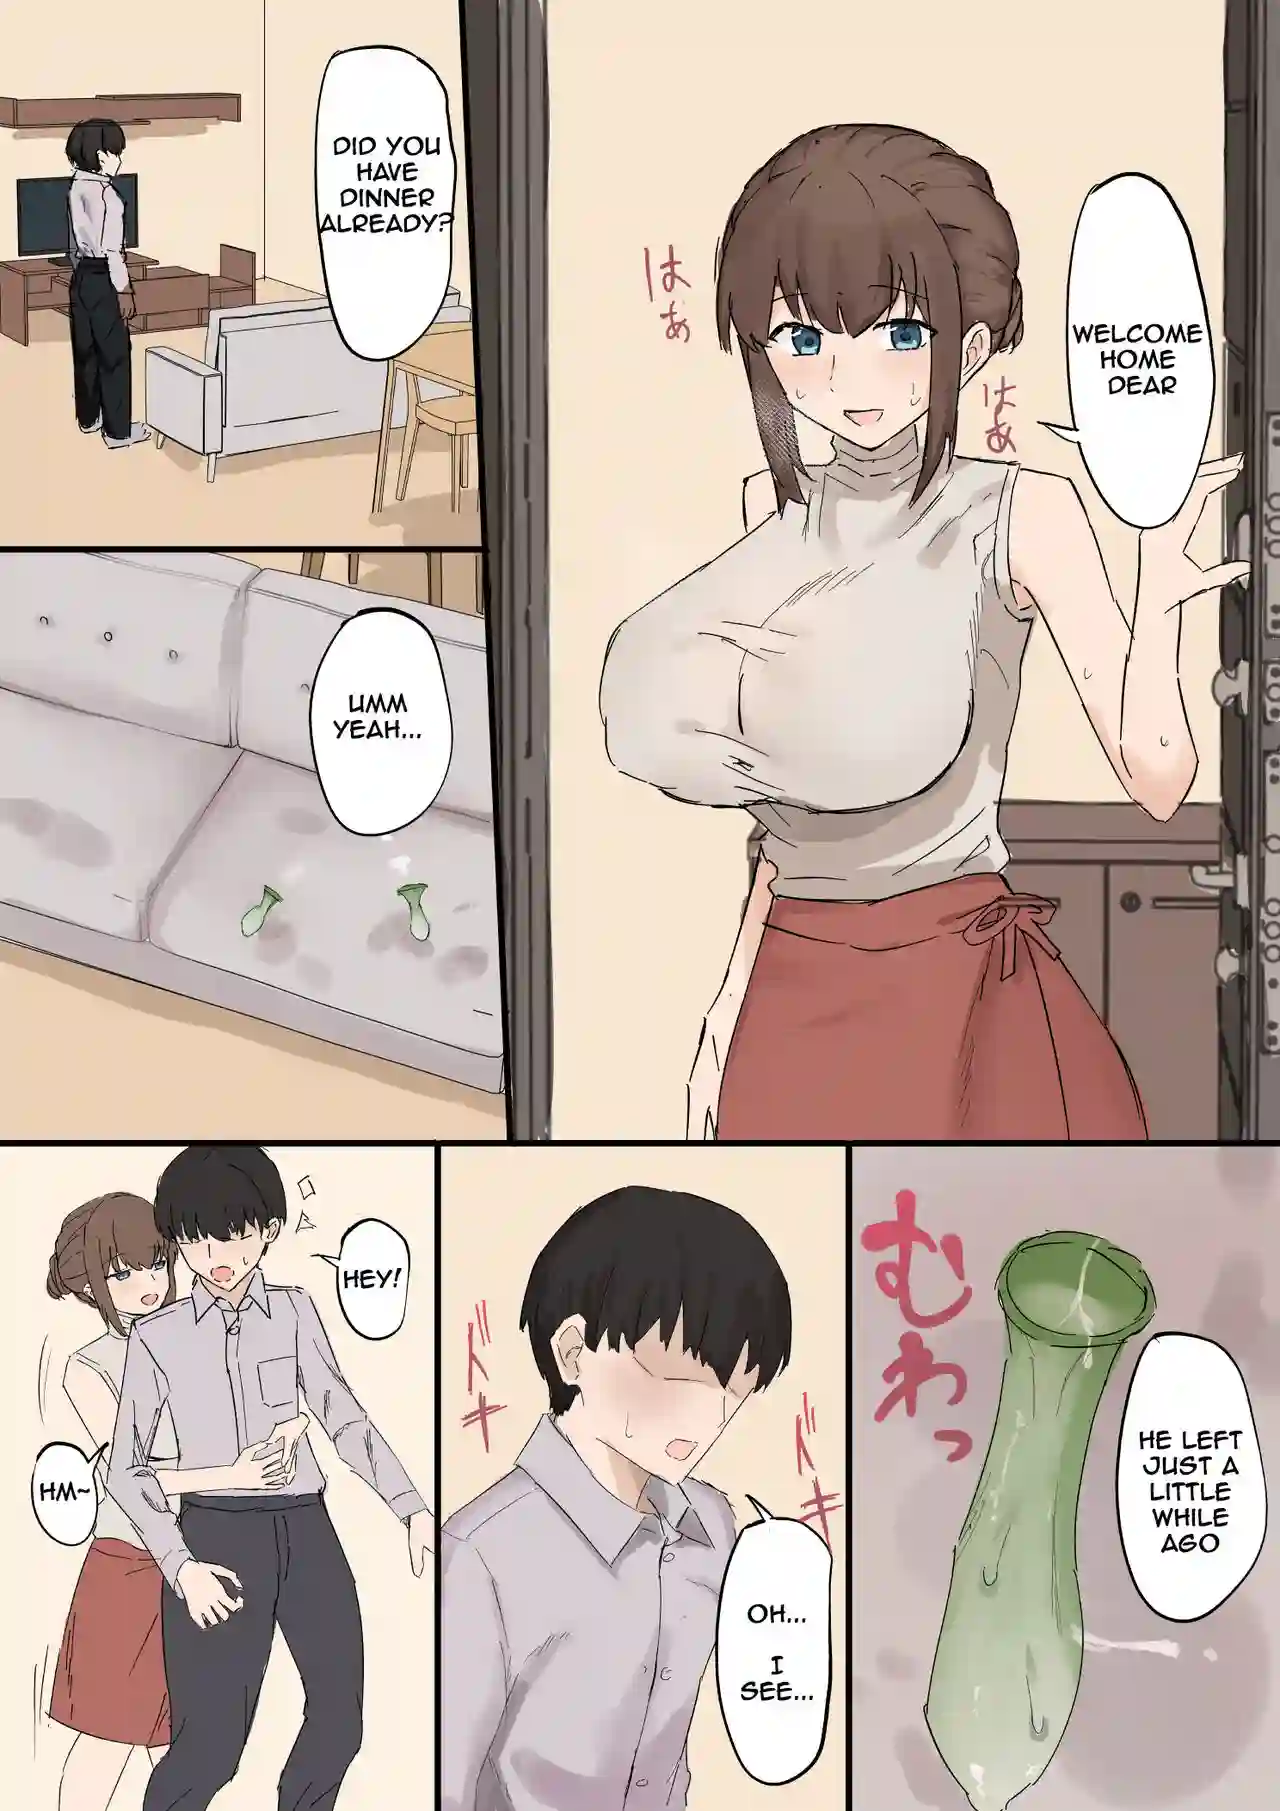 WELCOME
HOME
DEAR
はぁ
はぁ
DID YOU
HAVE
DINNER
ALREADY?
UMM
YEAH...
HE LEFT
JUST A
LITTLE
WHILE
AGO
むわっ
OH...
I
SEE...
ドキ
ドキ
HEY!
HM~